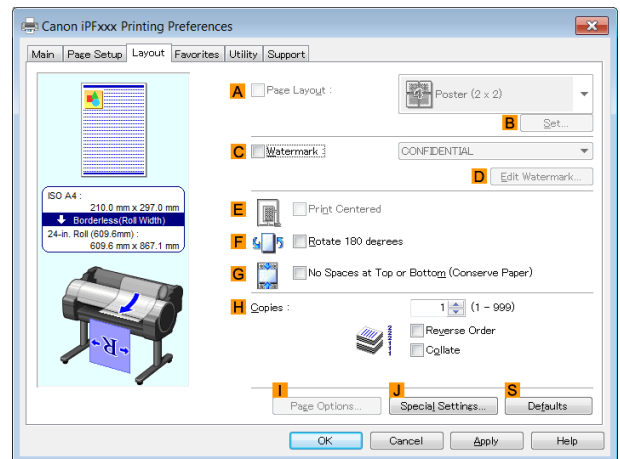 Canon iPFxxx Printing Preferences
Main Page Setup Layout Favorites Utility Support
A Page Layout :
Poster (2 x 2)
B Set...
C Watermark :
CONFIDENTIAL
D Edit Watermark...
ISO A4 :
210.0 mm x 297.0 mm
Borderless(Roll Width)
24-in. Roll (609.6mm) :
609.6 mm x 867.1 mm
E Print Centered
F Rotate 180 degrees
G No Spaces at Top or Bottom (Conserve Paper)
H Copies :
1 (1 - 999)
Reverse Order
Collate
R
I J S
Page Options... Special Settings... Defaults
OK Cancel Apply Help